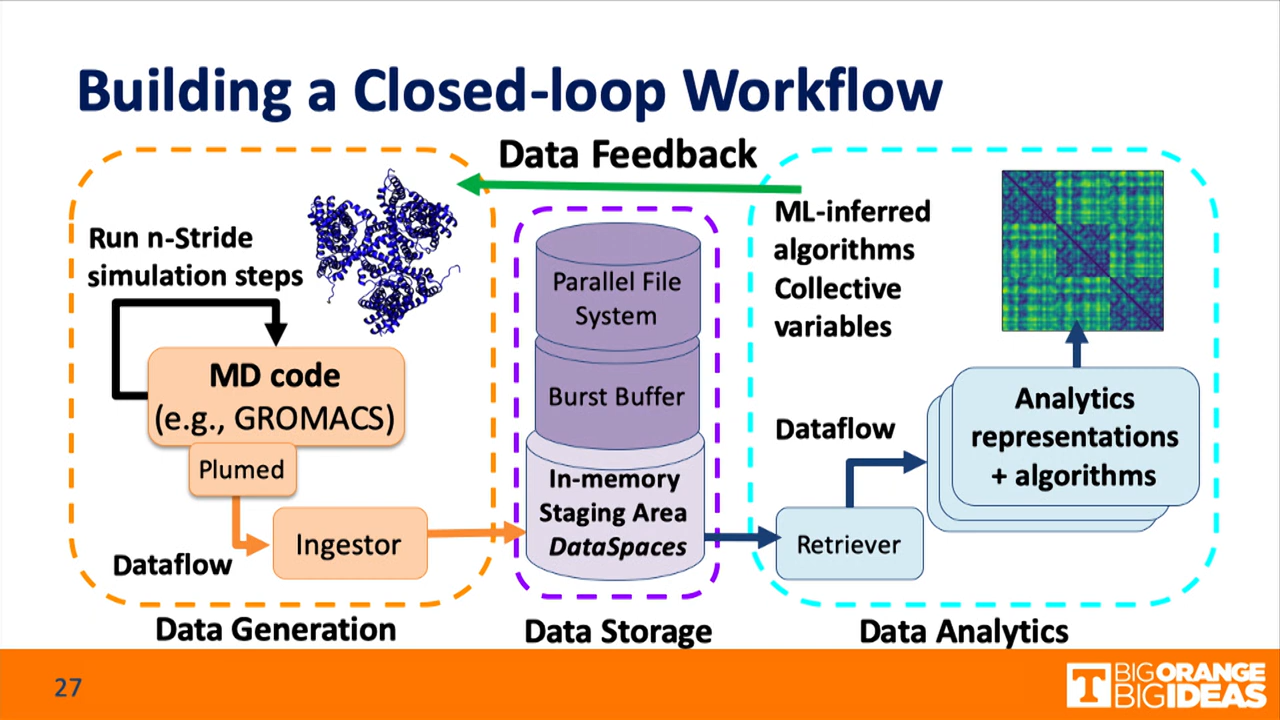 Building a Closed-loop Workflow
Data Feedback
Run n-Stride
simulation steps
MD code
(e.g., GROMACS)
Plumed
Dataflow
Ingestor
Data Generation
Parallel File
System
Burst Buffer
In-memory
Staging Area
DataSpaces
Data Storage
ML-inferred
algorithms
Collective
variables
Dataflow
Analytics
representations
+ algorithms
Retriever
Data Analytics
27
T
BIG ORANGE
BIG IDEAS